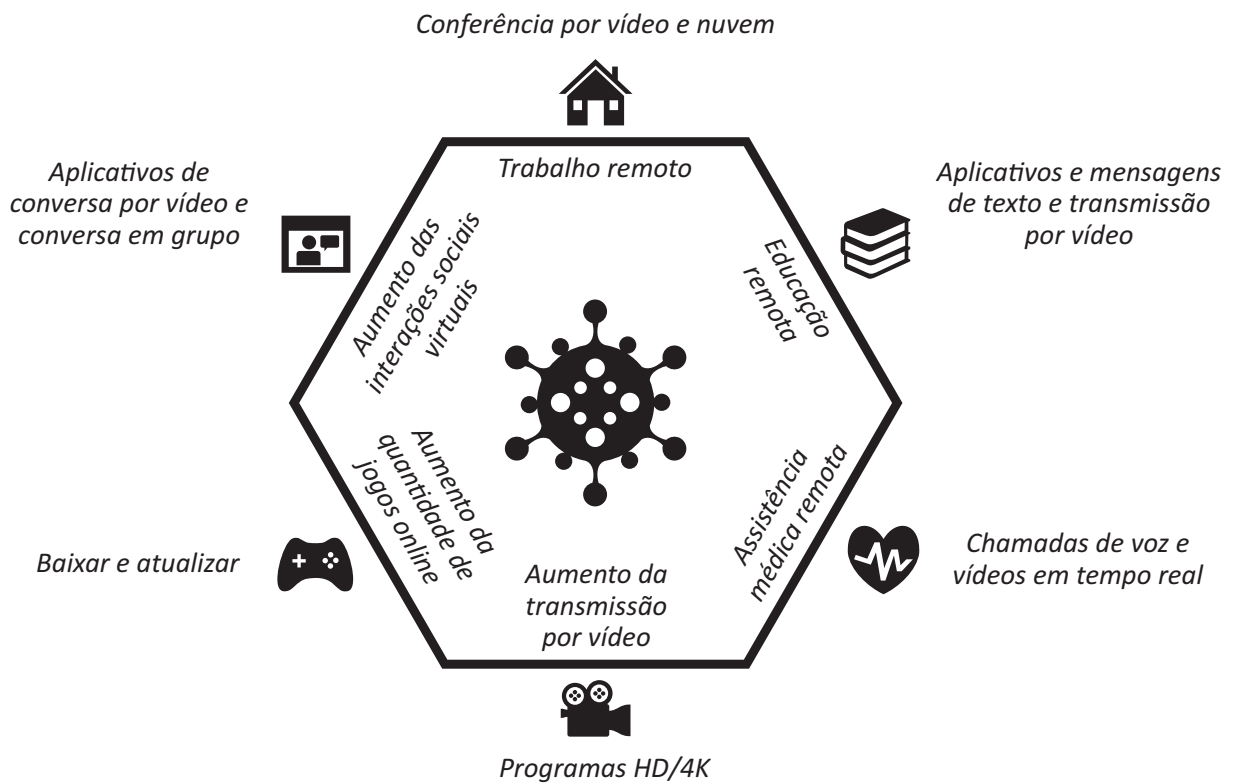 Conferência por vídeo e nuvem
Trabalho remoto
Aplicativos de
conversa por vídeo e
conversa em grupo
Aumento das
interações sociais
virtuais
Aplicativos e mensagens
de texto e transmissão
por vídeo
Educação
remota
Aumento da
quantidade de
jogos online
Baixar e atualizar
Assistência
médica remota
Chamadas de voz e
vídeos em tempo real
Aumento da
transmissão
por vídeo
Programas HD/4K